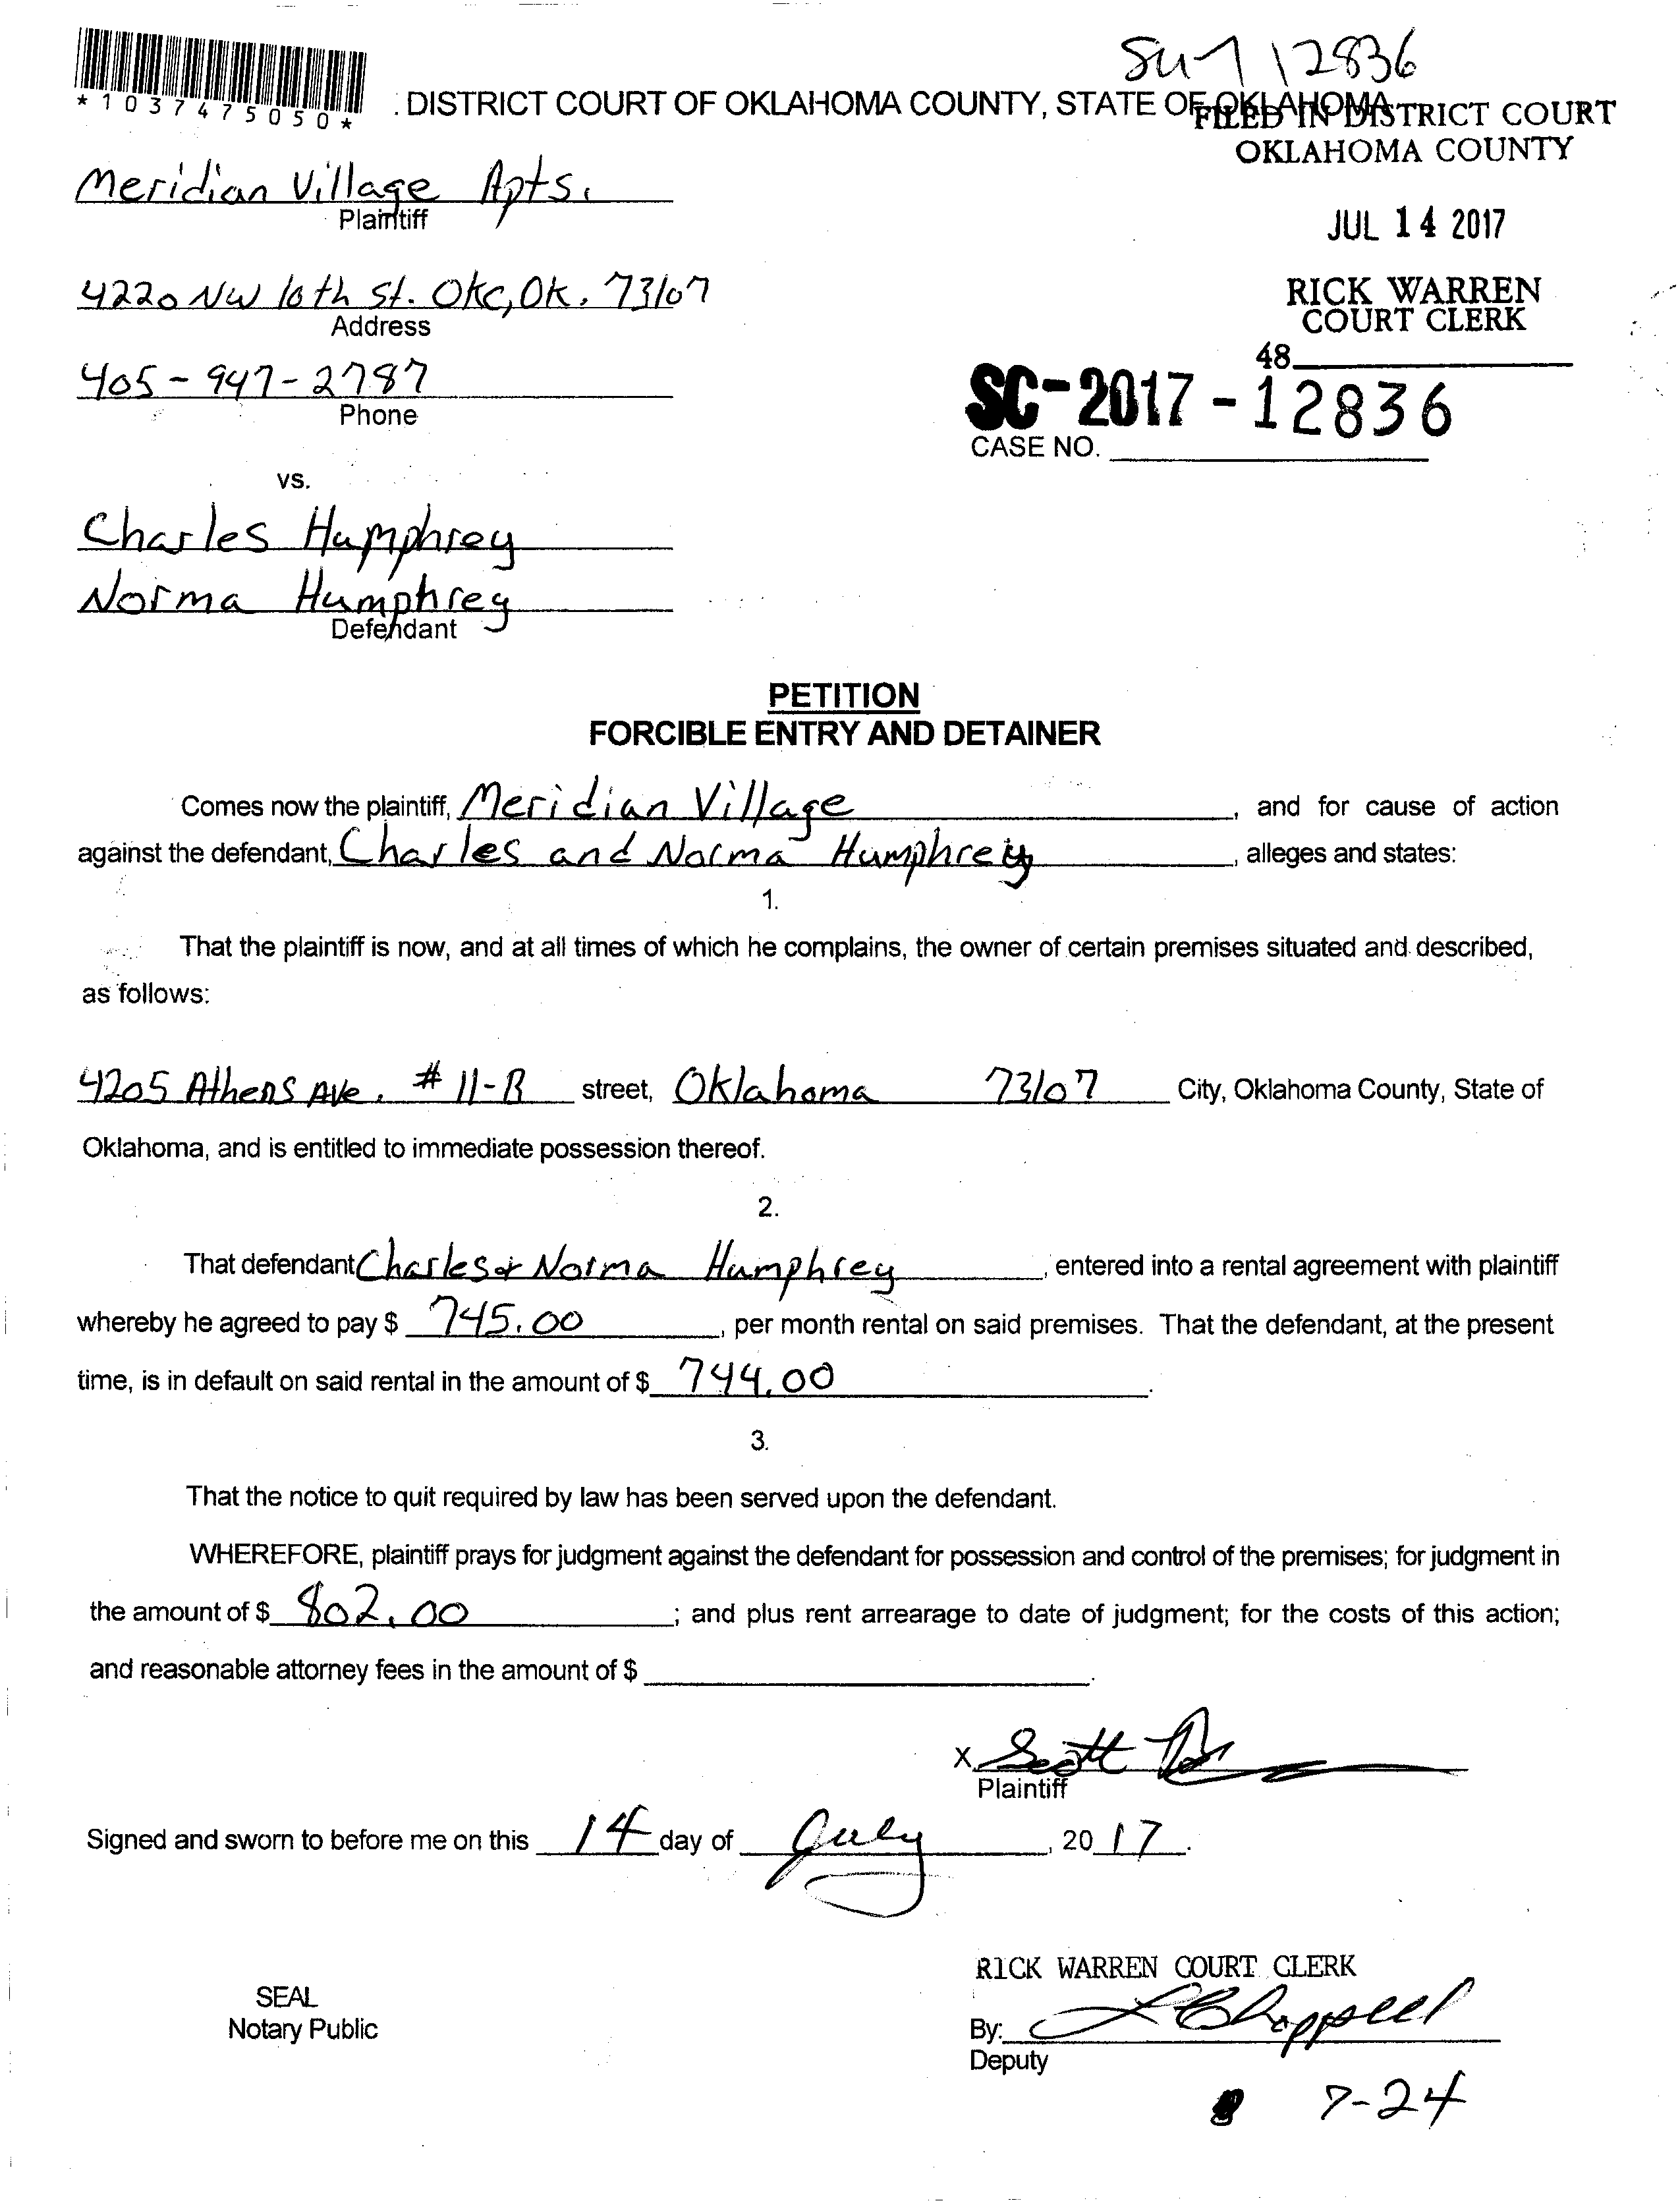 12836
*1037475050*
. DISTRICT COURT OF OKLAHOMA COUNTY, STATE OF OKLAHOMA
FILED IN DISTRICT COURT
OKLAHOMA COUNTY
Meridian Village Apts.
Plaintiff
JUL 14 2017
4220 NW 10th St. OKC, OK. 73107
Address
RICK WARREN
COURT CLERK
405-947-2787
Phone
48
SC-2017-12836
CASE NO.
vs.
Charles Humphrey
Norma Humphrey
Defendant
PETITION
FORCIBLE ENTRY AND DETAINER
Comes now the plaintiff, Meridian Village, and for cause of action
against the defendant, Charles and Norma Humphrey, alleges and states:
1.
That the plaintiff is now, and at all times of which he complains, the owner of certain premises situated and described,
as follows:
4205 Athens Ave. # 11-B street, Oklahoma 73107 City, Oklahoma County, State of
Oklahoma, and is entitled to immediate possession thereof.
2.
That defendant Charles & Norma Humphrey, entered into a rental agreement with plaintiff
whereby he agreed to pay $ 745.00, per month rental on said premises. That the defendant, at the present
time, is in default on said rental in the amount of $ 744.00.
3.
That the notice to quit required by law has been served upon the defendant.
WHEREFORE, plaintiff prays for judgment against the defendant for possession and control of the premises; for judgment in
the amount of $ 802.00; and plus rent arrearage to date of judgment; for the costs of this action;
and reasonable attorney fees in the amount of $ .
X Scott
Plaintiff
Signed and sworn to before me on this 14 day of July, 20 17.
RICK WARREN COURT CLERK
SEAL
Notary Public
By: L Chappell
Deputy
7-24